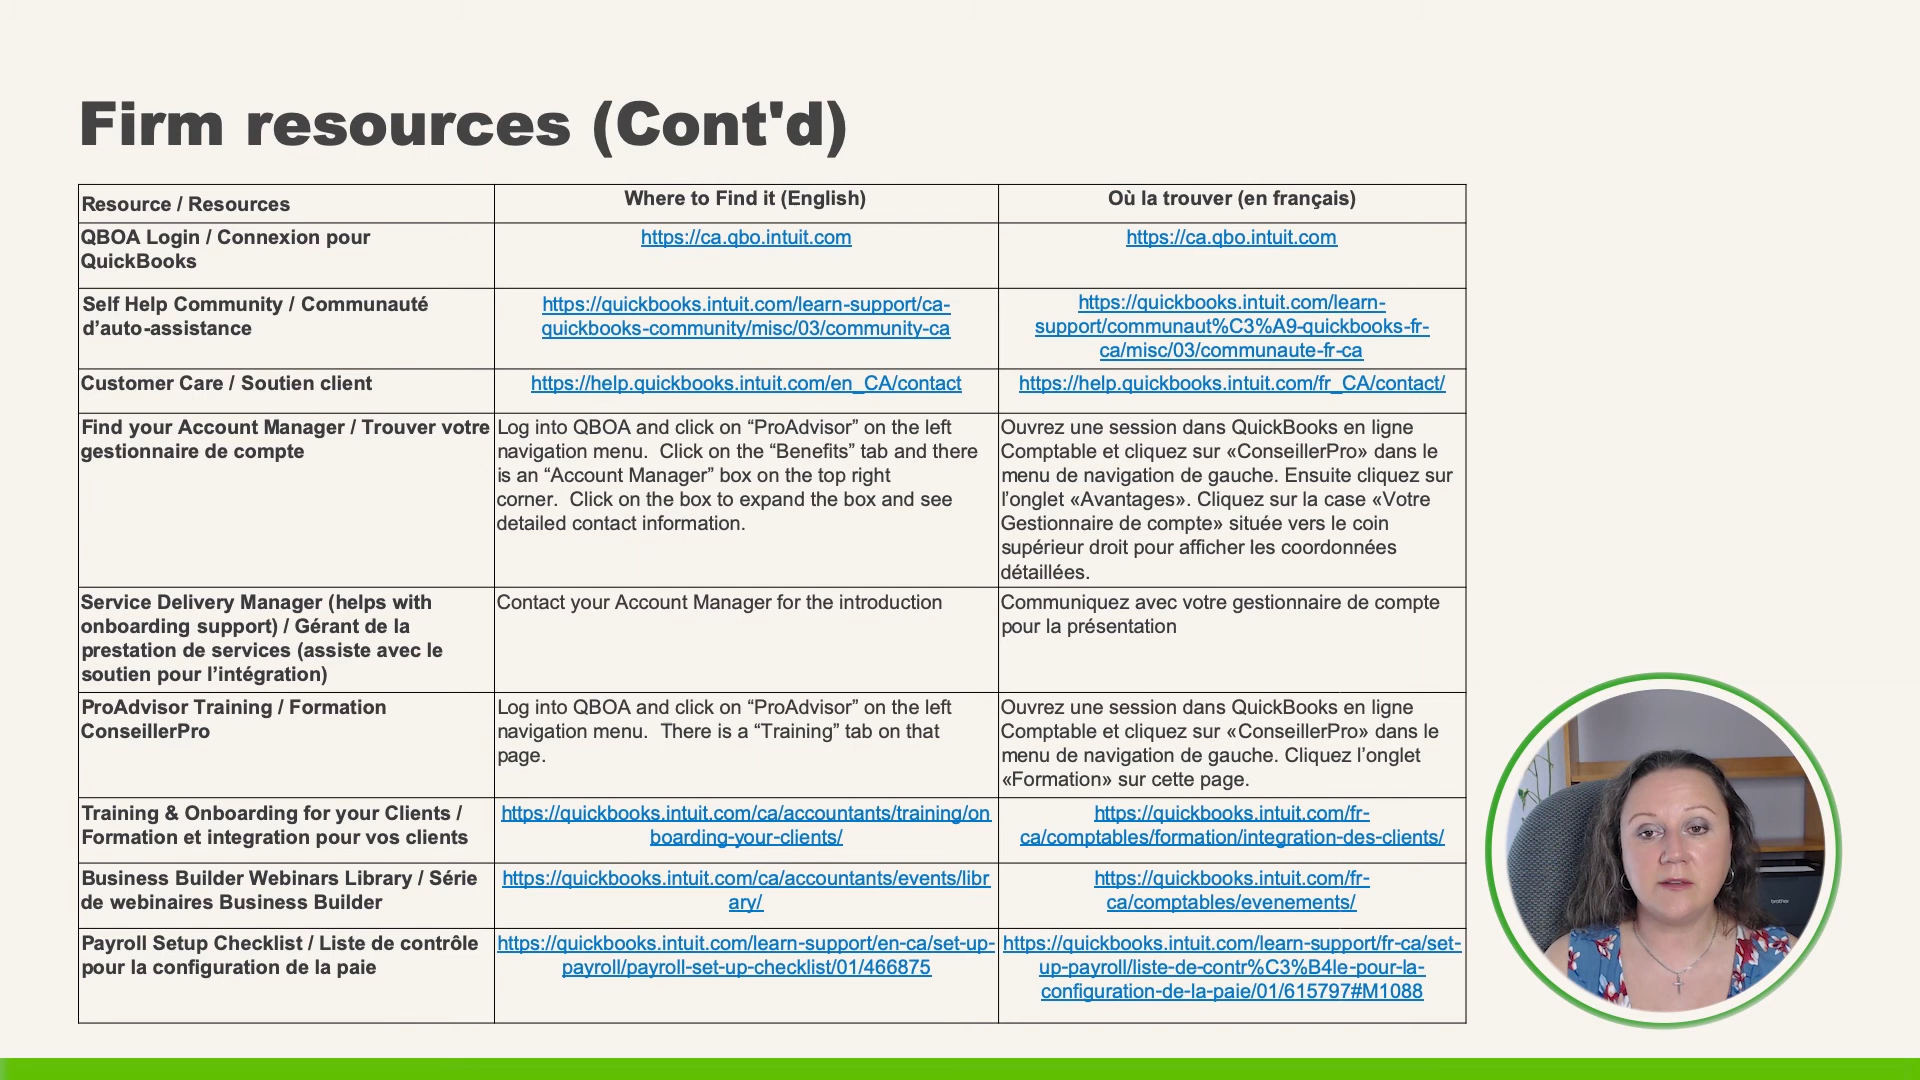 Firm resources (Cont'd)
Resource / Resources
Where to Find it (English)
Où la trouver (en français)
QBOA Login / Connexion pour
QuickBooks
https://ca.qbo.intuit.com
https://ca.qbo.intuit.com
Self Help Community / Communauté
d’auto-assistance
https://quickbooks.intuit.com/learn-support/ca-
quickbooks-community/misc/03/community-ca
https://quickbooks.intuit.com/learn-
support/communaut%C3%A9-quickbooks-fr-
ca/misc/03/communaute-fr-ca
Customer Care / Soutien client
https://help.quickbooks.intuit.com/en_CA/contact
https://help.quickbooks.intuit.com/fr_CA/contact/
Find your Account Manager / Trouver votre
gestionnaire de compte
Log into QBOA and click on “ProAdvisor” on the left
navigation menu.  Click on the “Benefits” tab and there
is an “Account Manager” box on the top right
corner.  Click on the box to expand the box and see
detailed contact information.
Ouvrez une session dans QuickBooks en ligne
Comptable et cliquez sur «ConseillerPro» dans le
menu de navigation de gauche. Ensuite cliquez sur
l’onglet «Avantages». Cliquez sur la case «Votre
Gestionnaire de compte» située vers le coin
supérieur droit pour afficher les coordonnées
détaillées.
Service Delivery Manager (helps with
onboarding support) / Gérant de la
prestation de services (assiste avec le
soutien pour l’intégration)
Contact your Account Manager for the introduction
Communiquez avec votre gestionnaire de compte
pour la présentation
ProAdvisor Training / Formation
ConseillerPro
Log into QBOA and click on “ProAdvisor” on the left
navigation menu.  There is a “Training” tab on that
page.
Ouvrez une session dans QuickBooks en ligne
Comptable et cliquez sur «ConseillerPro» dans le
menu de navigation de gauche. Cliquez l’onglet
«Formation» sur cette page.
Training & Onboarding for your Clients /
Formation et integration pour vos clients
https://quickbooks.intuit.com/ca/accountants/training/on
boarding-your-clients/
https://quickbooks.intuit.com/fr-
ca/comptables/formation/integration-des-clients/
Business Builder Webinars Library / Série
de webinaires Business Builder
https://quickbooks.intuit.com/ca/accountants/events/libr
ary/
https://quickbooks.intuit.com/fr-
ca/comptables/evenements/
Payroll Setup Checklist / Liste de contrôle
pour la configuration de la paie
https://quickbooks.intuit.com/learn-support/en-ca/set-up-
payroll/payroll-set-up-checklist/01/466875
https://quickbooks.intuit.com/learn-support/fr-ca/set-
up-payroll/liste-de-contr%C3%B4le-pour-la-
configuration-de-la-paie/01/615797#M1088
brother